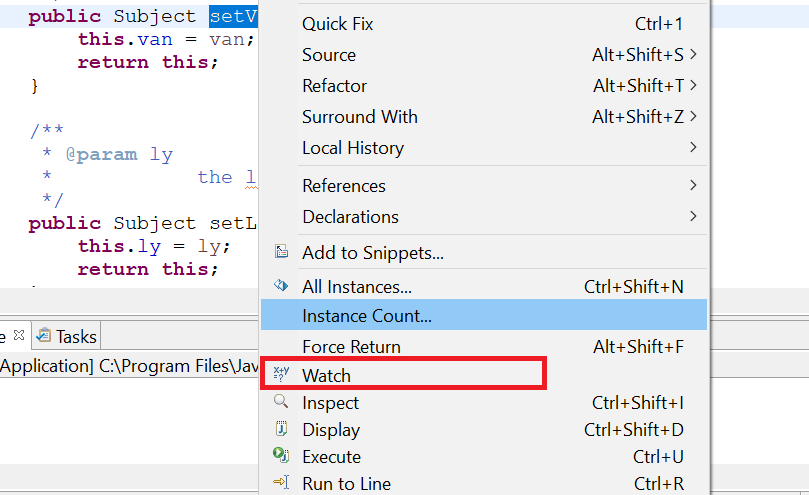 public Subject setV
this.van = van;
return this;
}
/**
* @param ly
* the l
*/
public Subject setL
this.ly = ly;
return this;
e Tasks
Application] C:\Program Files\Jav
Quick Fix Ctrl+1
Source Alt+Shift+S >
Refactor Alt+Shift+T >
Surround With Alt+Shift+Z >
Local History >
References >
Declarations >
Add to Snippets...
All Instances... Ctrl+Shift+N
Instance Count...
Force Return Alt+Shift+F
Watch
Inspect Ctrl+Shift+I
Display Ctrl+Shift+D
Execute Ctrl+U
Run to Line Ctrl+R